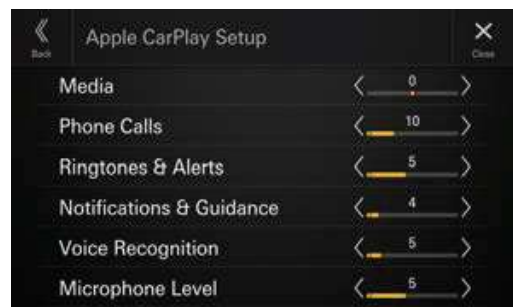 Apple CarPlay Setup
Back
Close
Media 0
Phone Calls 10
Ringtones & Alerts 5
Notifications & Guidance 4
Voice Recognition 5
Microphone Level 5